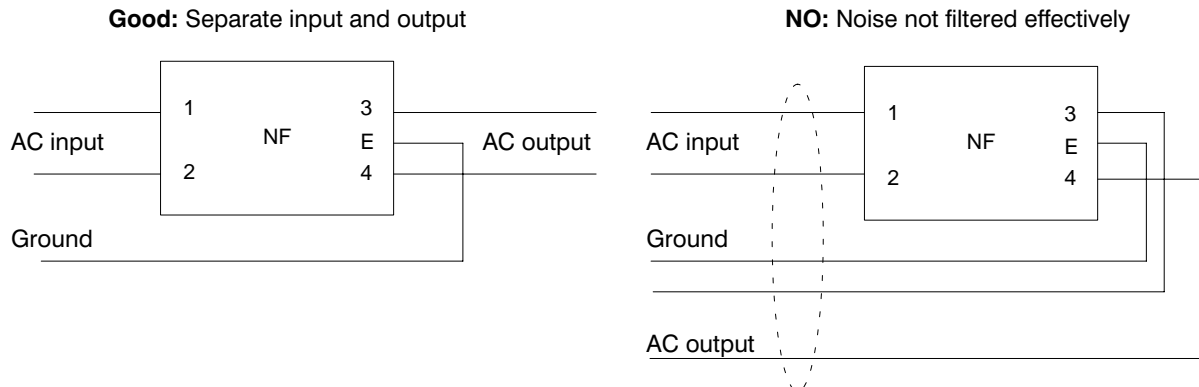 Good: Separate input and output
1
3
AC input
NF
E
AC output
2
4
Ground
NO: Noise not filtered effectively
1
3
AC input
NF
E
2
4
Ground
AC output